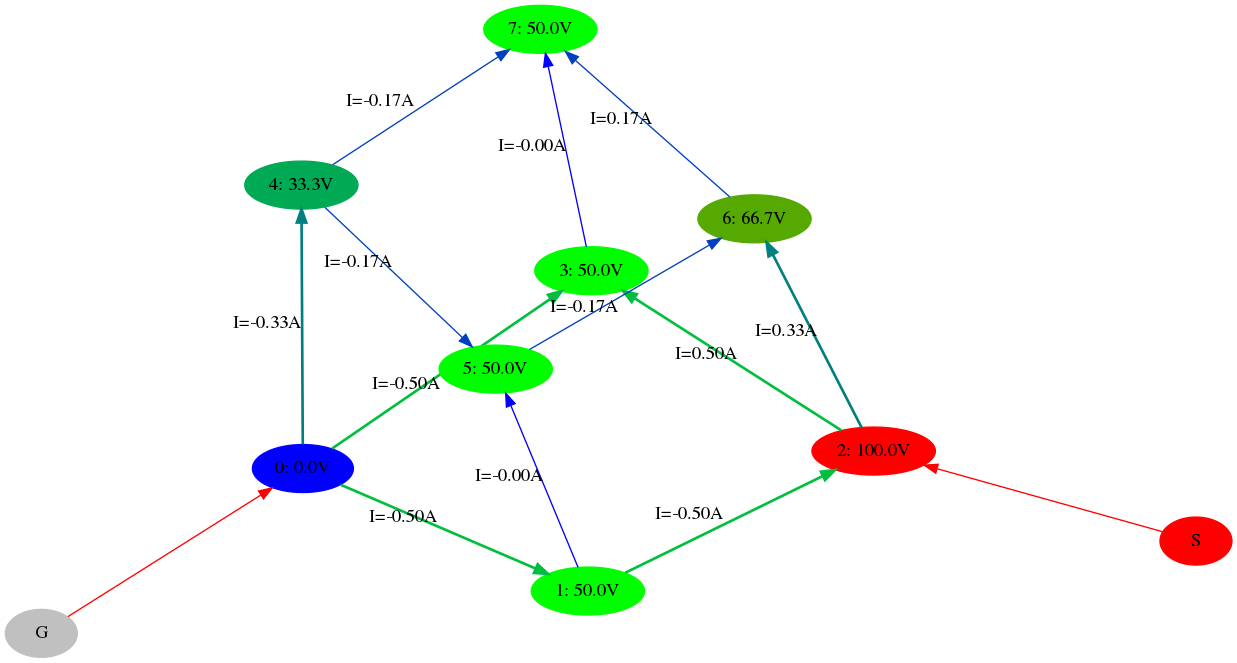 7: 50.0V
I=-0.17A
I=0.17A
I=-0.00A
4: 33.3V
6: 66.7V
I=-0.17A
3: 50.0V
I=-0.17A
I=-0.33A
I=0.33A
I=0.50A
5: 50.0V
I=-0.50A
2: 100.0V
0: 0.0V
I=-0.00A
I=-0.50A
I=-0.50A
S
1: 50.0V
G